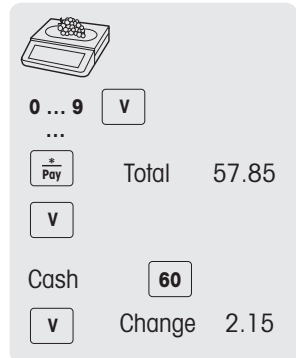 0 ... 9 V
...
*
Pay Total 57.85
V
Cash 60
V Change 2.15